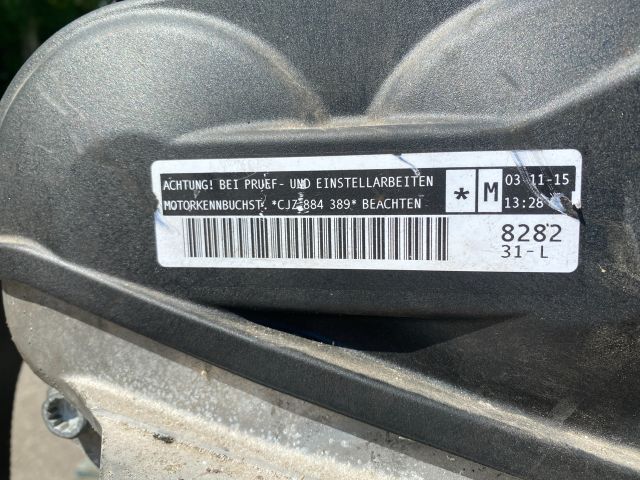 ACHTUNG! BEI PRUEF- UND EINSTELLARBEITEN
MOTORKENNBUCHST. *CJZ 884 389* BEACHTEN
* M
03-11-15
13:28
8282
31-L